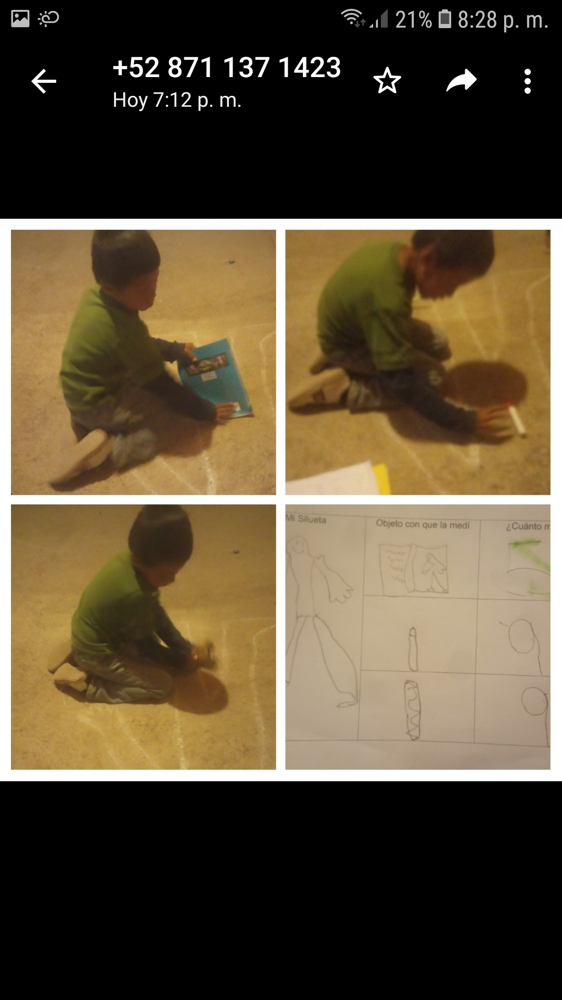 21% 8:28 p. m.
+52 871 137 1423
Hoy 7:12 p. m.
Mi Silueta
Objeto con que la medí
¿Cuánto m